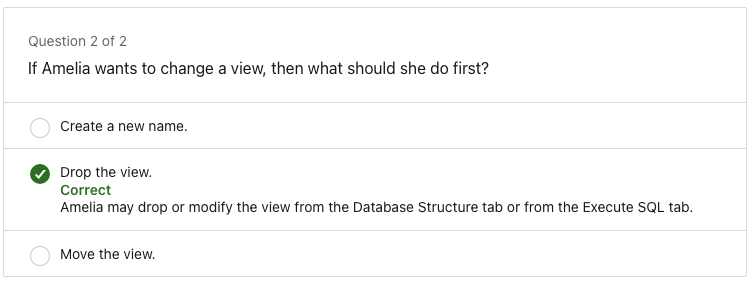 Question 2 of 2
If Amelia wants to change a view, then what should she do first?
Create a new name.
Drop the view.
Correct
Amelia may drop or modify the view from the Database Structure tab or from the Execute SQL tab.
Move the view.